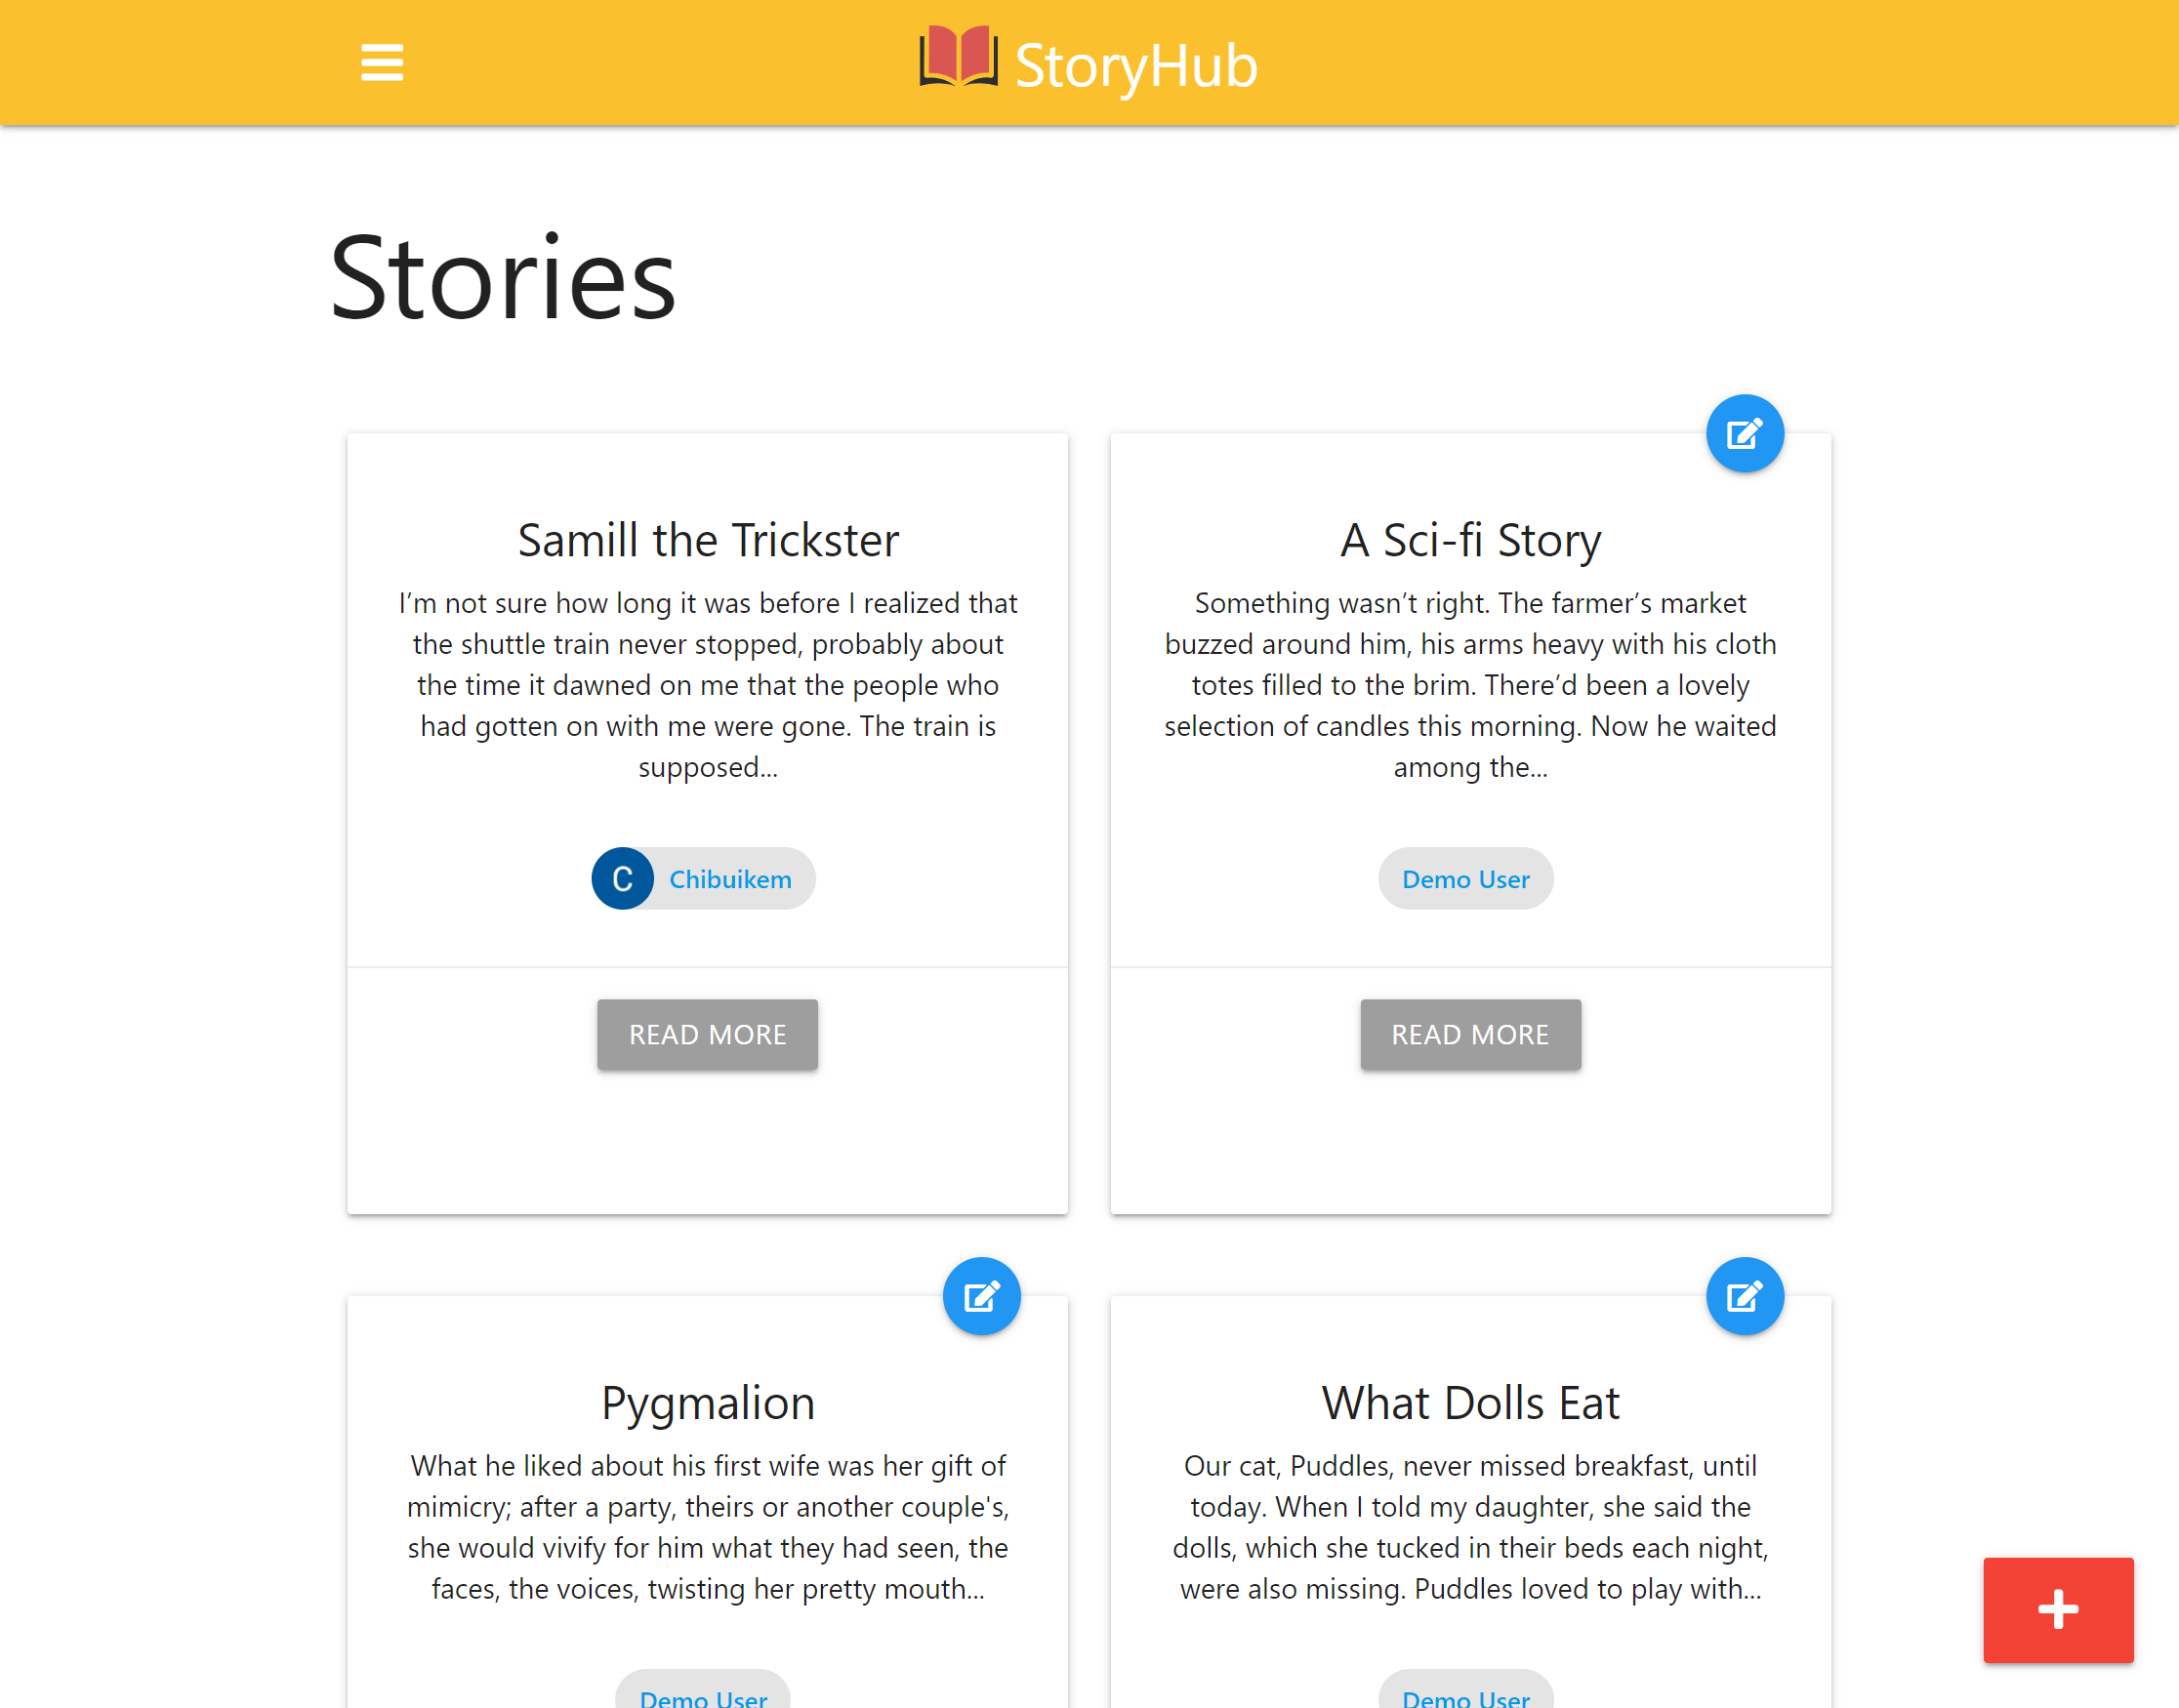 StoryHub
Stories
Samill the Trickster
I’m not sure how long it was before I realized that
the shuttle train never stopped, probably about
the time it dawned on me that the people who
had gotten on with me were gone. The train is
supposed...
C Chibuikem
READ MORE
A Sci-fi Story
Something wasn’t right. The farmer’s market
buzzed around him, his arms heavy with his cloth
totes filled to the brim. There’d been a lovely
selection of candles this morning. Now he waited
among the...
Demo User
READ MORE
Pygmalion
What he liked about his first wife was her gift of
mimicry; after a party, theirs or another couple's,
she would vivify for him what they had seen, the
faces, the voices, twisting her pretty mouth...
Demo User
What Dolls Eat
Our cat, Puddles, never missed breakfast, until
today. When I told my daughter, she said the
dolls, which she tucked in their beds each night,
were also missing. Puddles loved to play with...
Demo User